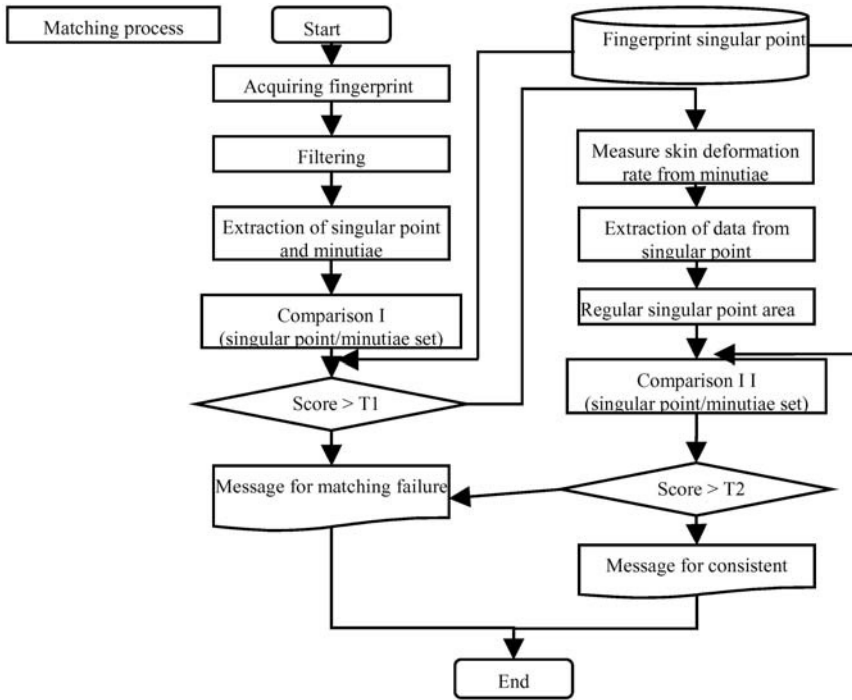 Matching process
Start
Fingerprint singular point
Acquiring fingerprint
Filtering
Measure skin deformation
rate from minutiae
Extraction of singular point
and minutiae
Extraction of data from
singular point
Comparison I
(singular point/minutiae set)
Regular singular point area
Comparison I I
(singular point/minutiae set)
Score > T1
Message for matching failure
Score > T2
Message for consistent
End